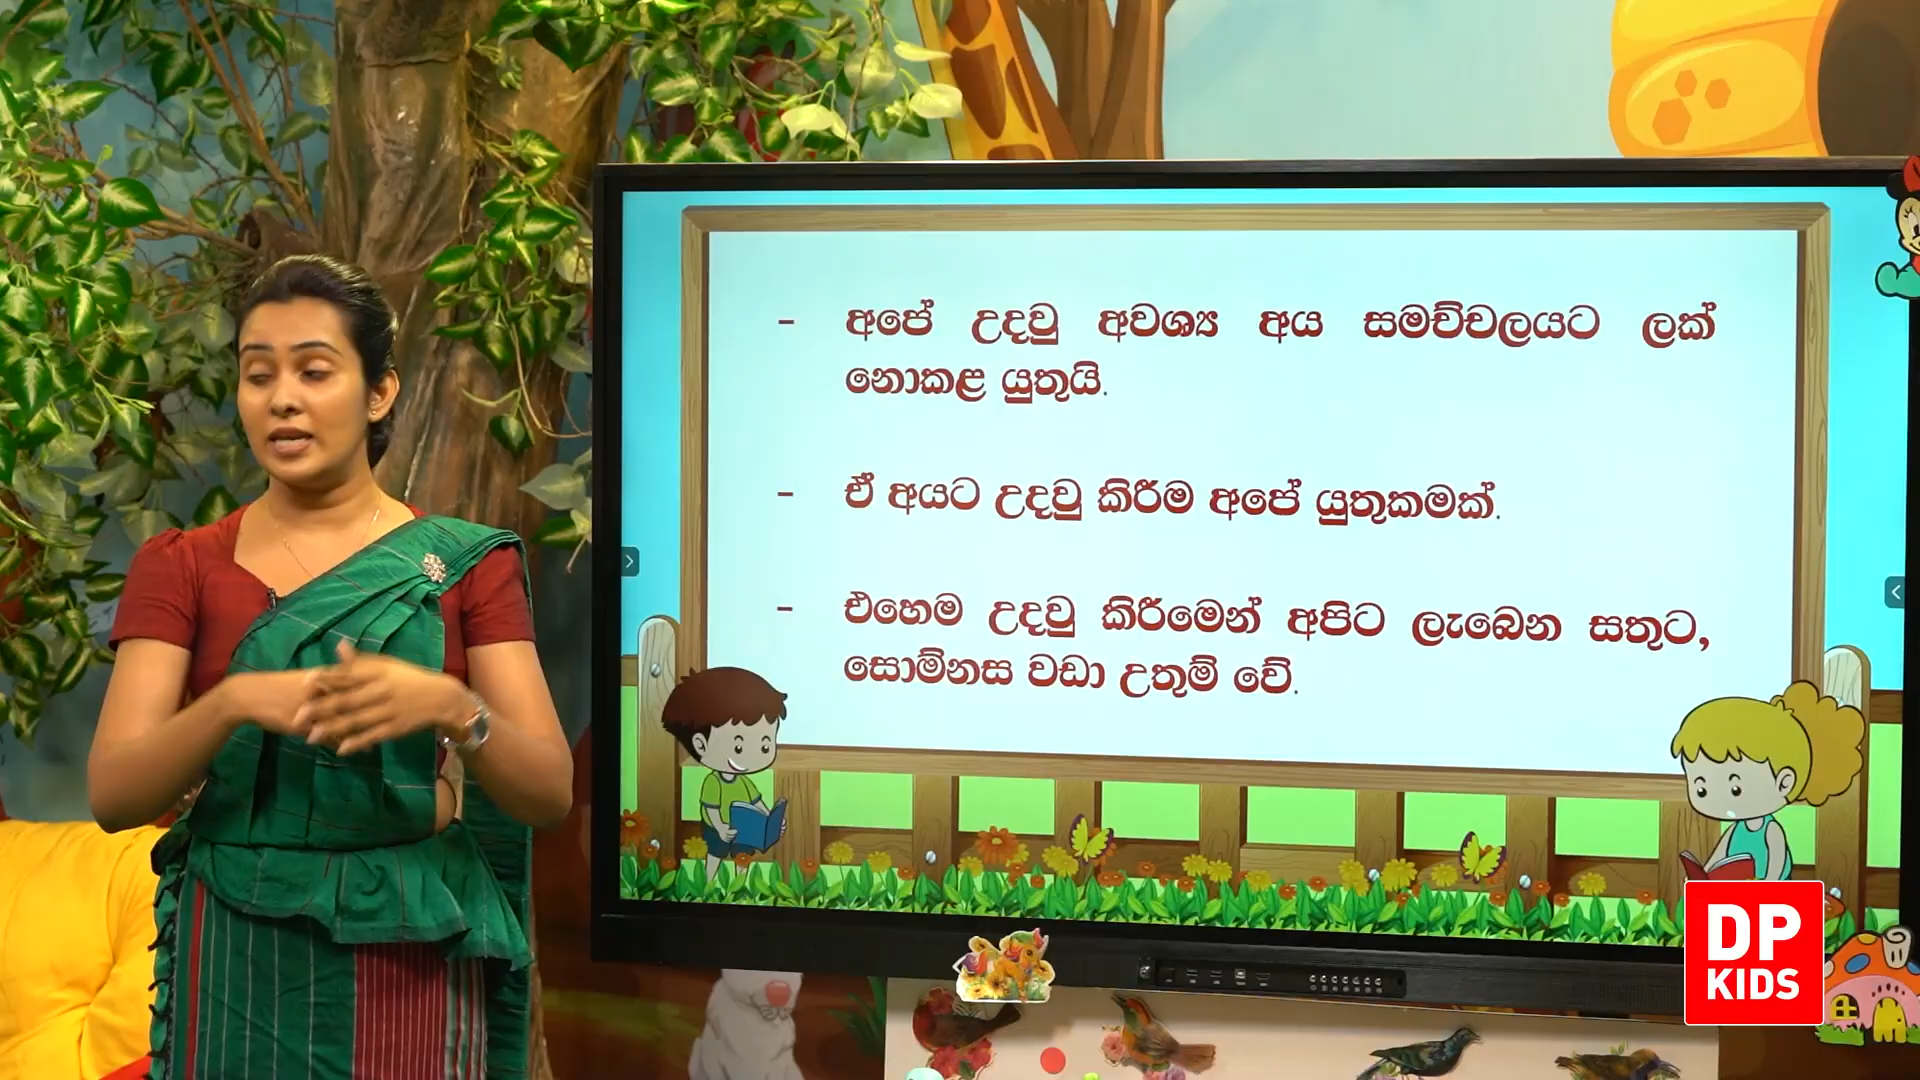 - අපේ උදවු අවශ්‍ය අය සමච්චලයට ලක්
නොකළ යුතුයි.
- ඒ අයට උදවු කිරීම අපේ යුතුකමක්.
- එහෙම උදවු කිරීමෙන් අපිට ලැබෙන සතුට,
සොම්නස වඩා උතුම් වේ.
DP
KIDS